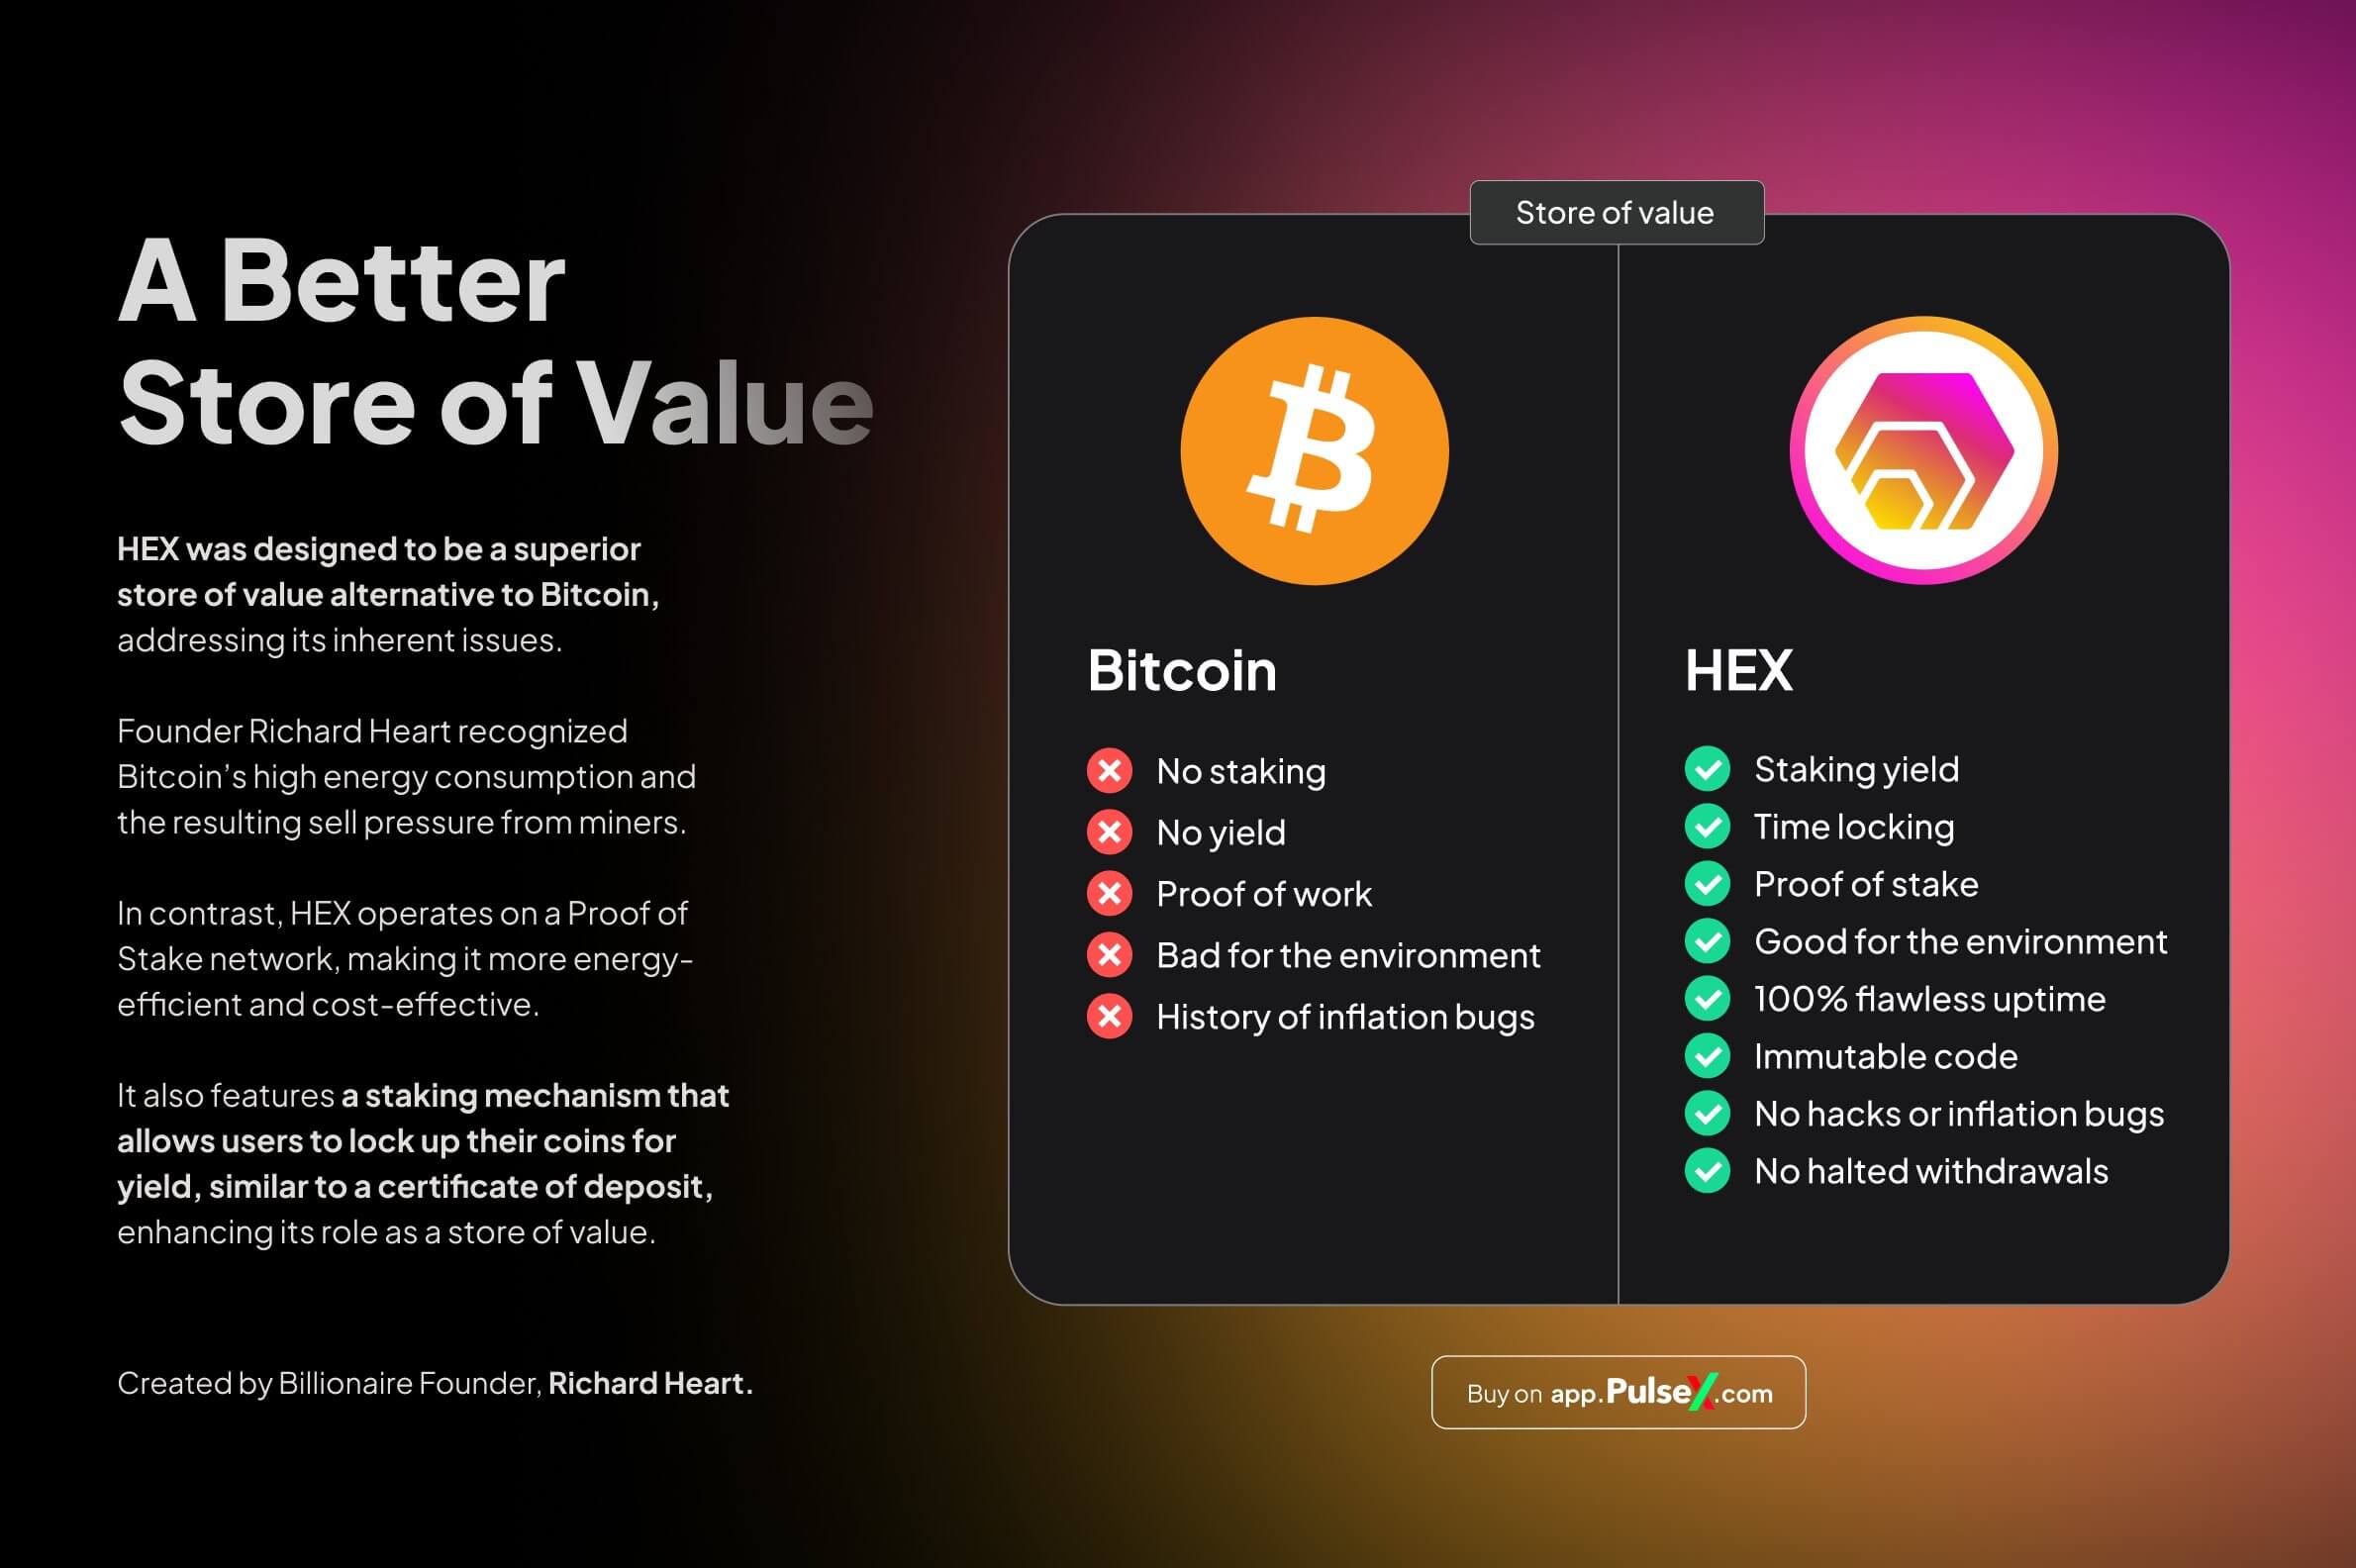 A Better
Store of Value
HEX was designed to be a superior
store of value alternative to Bitcoin,
addressing its inherent issues.
Founder Richard Heart recognized
Bitcoin’s high energy consumption and
the resulting sell pressure from miners.
In contrast, HEX operates on a Proof of
Stake network, making it more energy-
efficient and cost-effective.
It also features a staking mechanism that
allows users to lock up their coins for
yield, similar to a certificate of deposit,
enhancing its role as a store of value.
Created by Billionaire Founder, Richard Heart.
Store of value
Bitcoin
No staking
No yield
Proof of work
Bad for the environment
History of inflation bugs
HEX
Staking yield
Time locking
Proof of stake
Good for the environment
100% flawless uptime
Immutable code
No hacks or inflation bugs
No halted withdrawals
Buy on app.PulseX.com